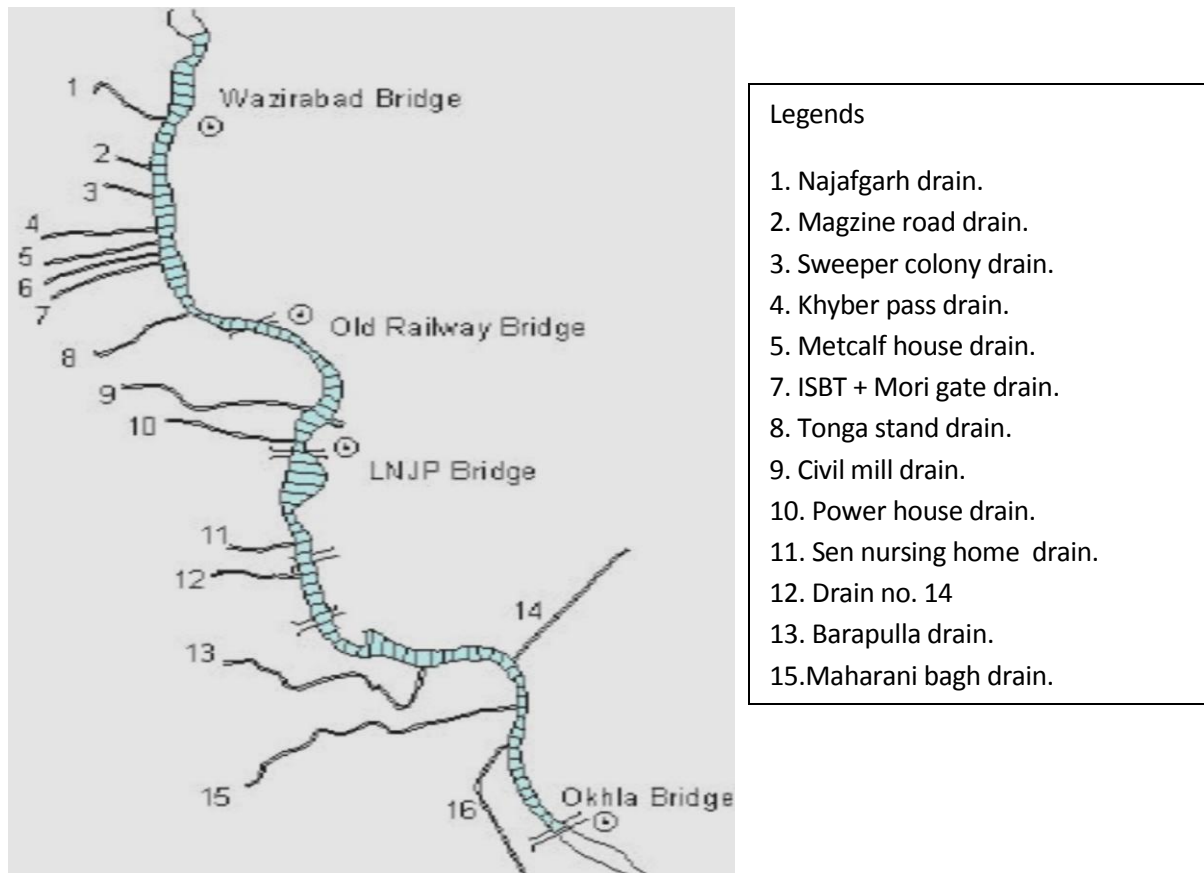 1
Wazirabad Bridge
2
3
4
5
6
7
Old Railway Bridge
8
9
10
LNJP Bridge
11
12
14
13
15
16
Okhla Bridge
Legends
1. Najafgarh drain.
2. Magzine road drain.
3. Sweeper colony drain.
4. Khyber pass drain.
5. Metcalf house drain.
7. ISBT + Mori gate drain.
8. Tonga stand drain.
9. Civil mill drain.
10. Power house drain.
11. Sen nursing home drain.
12. Drain no. 14
13. Barapulla drain.
15.Maharani bagh drain.